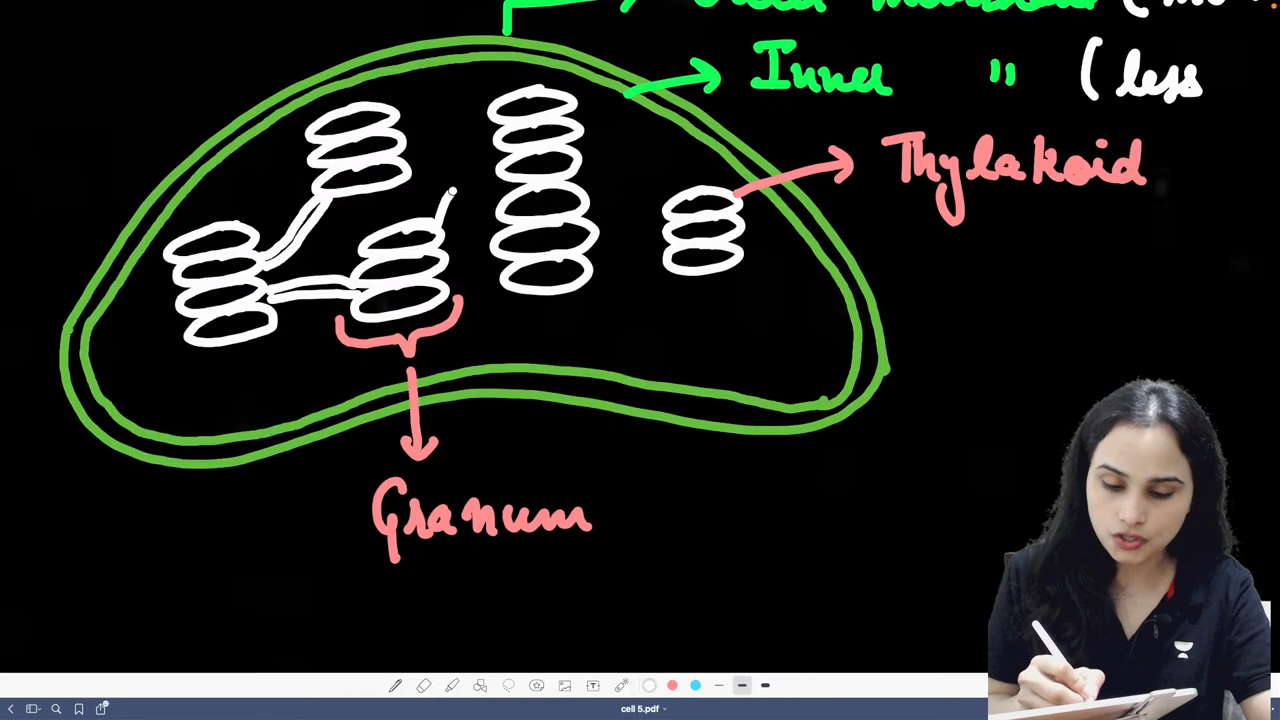 Inner " (less
Thylakoid
Granum
cell 5.pdf